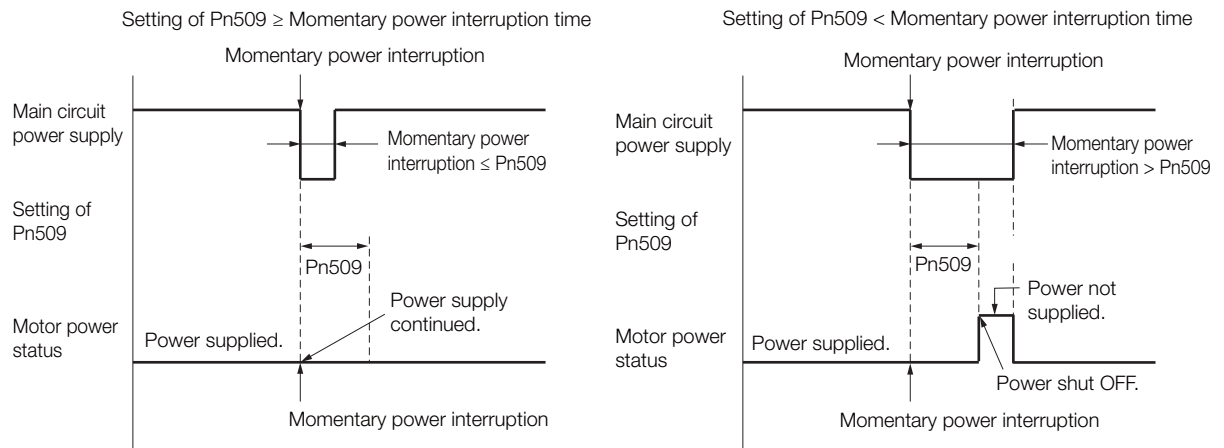 Setting of Pn509 ≥ Momentary power interruption time
Momentary power interruption
Main circuit
power supply
Momentary power
interruption ≤ Pn509
Setting of
Pn509
Pn509
Power supply
continued.
Motor power
status
Power supplied.
Momentary power interruption
Setting of Pn509 < Momentary power interruption time
Momentary power interruption
Main circuit
power supply
Momentary power
interruption > Pn509
Setting of
Pn509
Pn509
Power not
supplied.
Motor power
status
Power supplied.
Power shut OFF.
Momentary power interruption